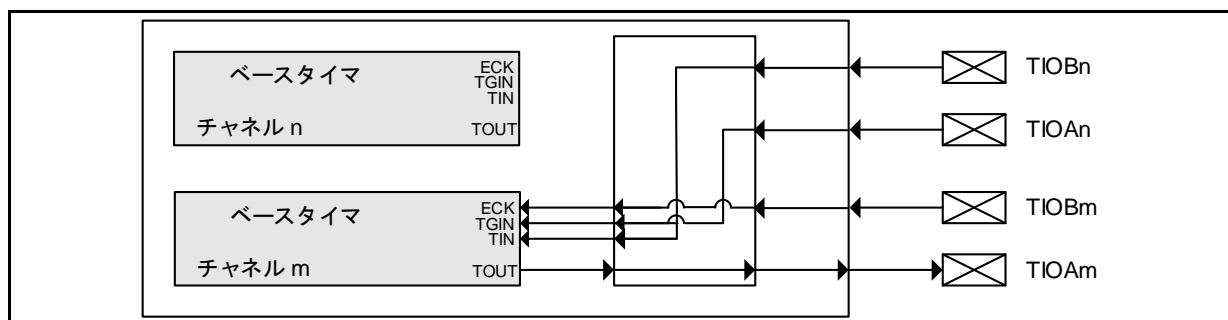 ベースタイマ
ECK
TGIN
TIN
チャネル n
TOUT
TIOBn
TIOAn
ベースタイマ
ECK
TGIN
TIN
チャネル m
TOUT
TIOBm
TIOAm